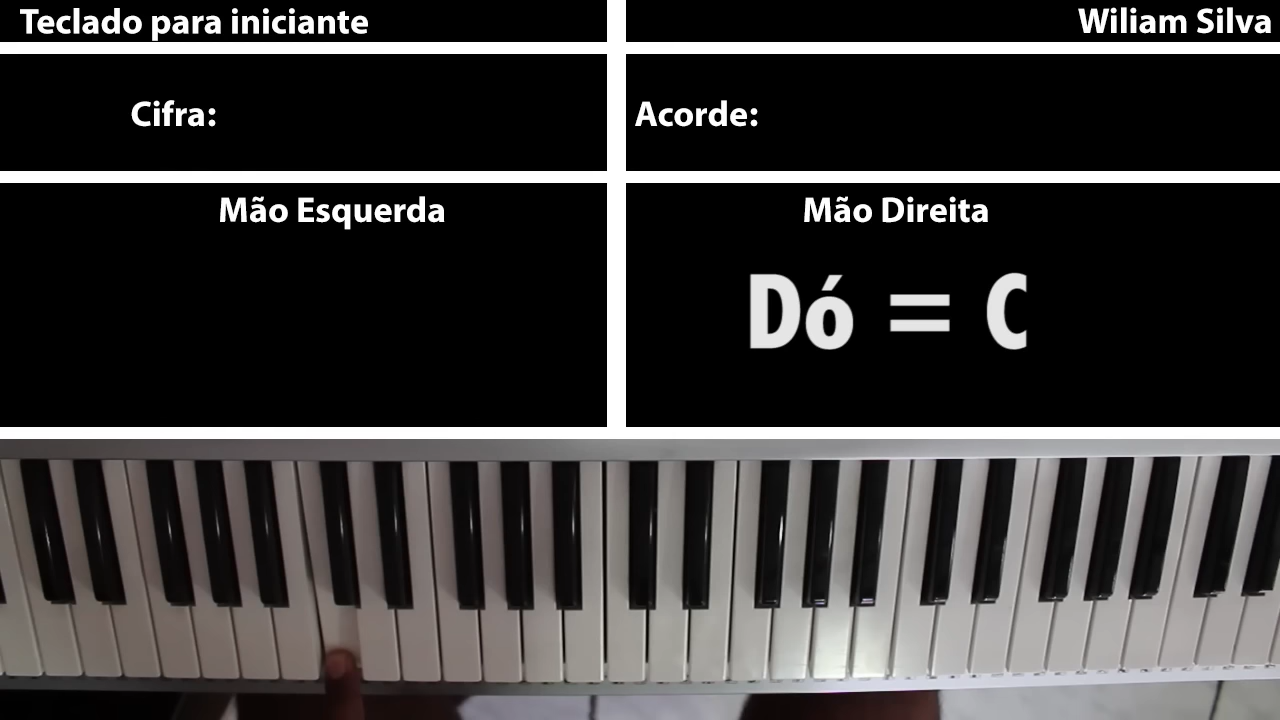 Teclado para iniciante
Wiliam Silva
Cifra:
Acorde:
Mão Esquerda
Mão Direita
Dó = C